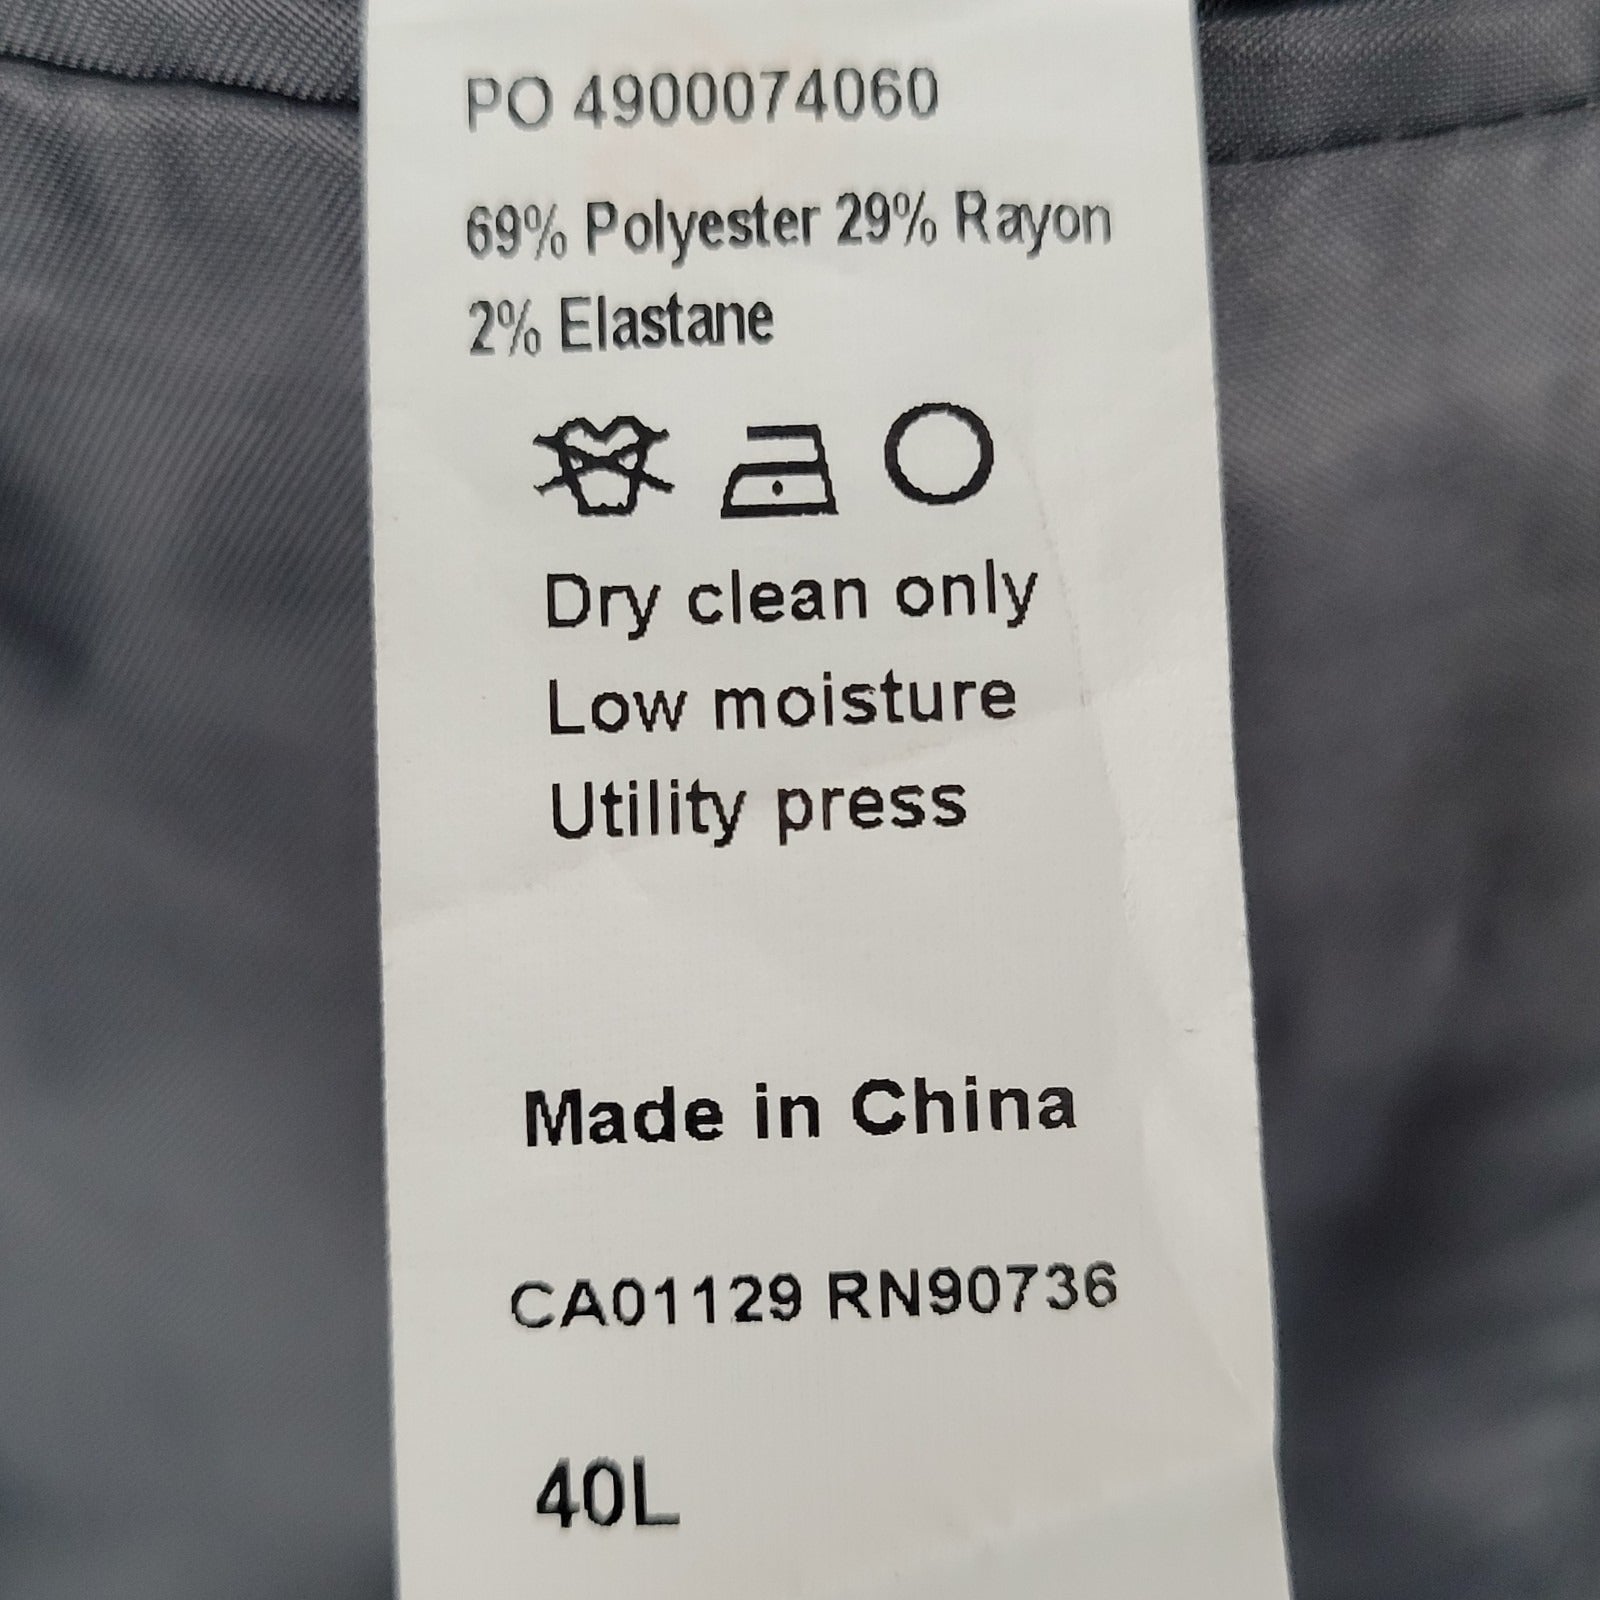 PO 4900074060
69% Polyester 29% Rayon
2% Elastane
Dry clean only
Low moisture
Utility press
Made in China
CA01129 RN90736
40L